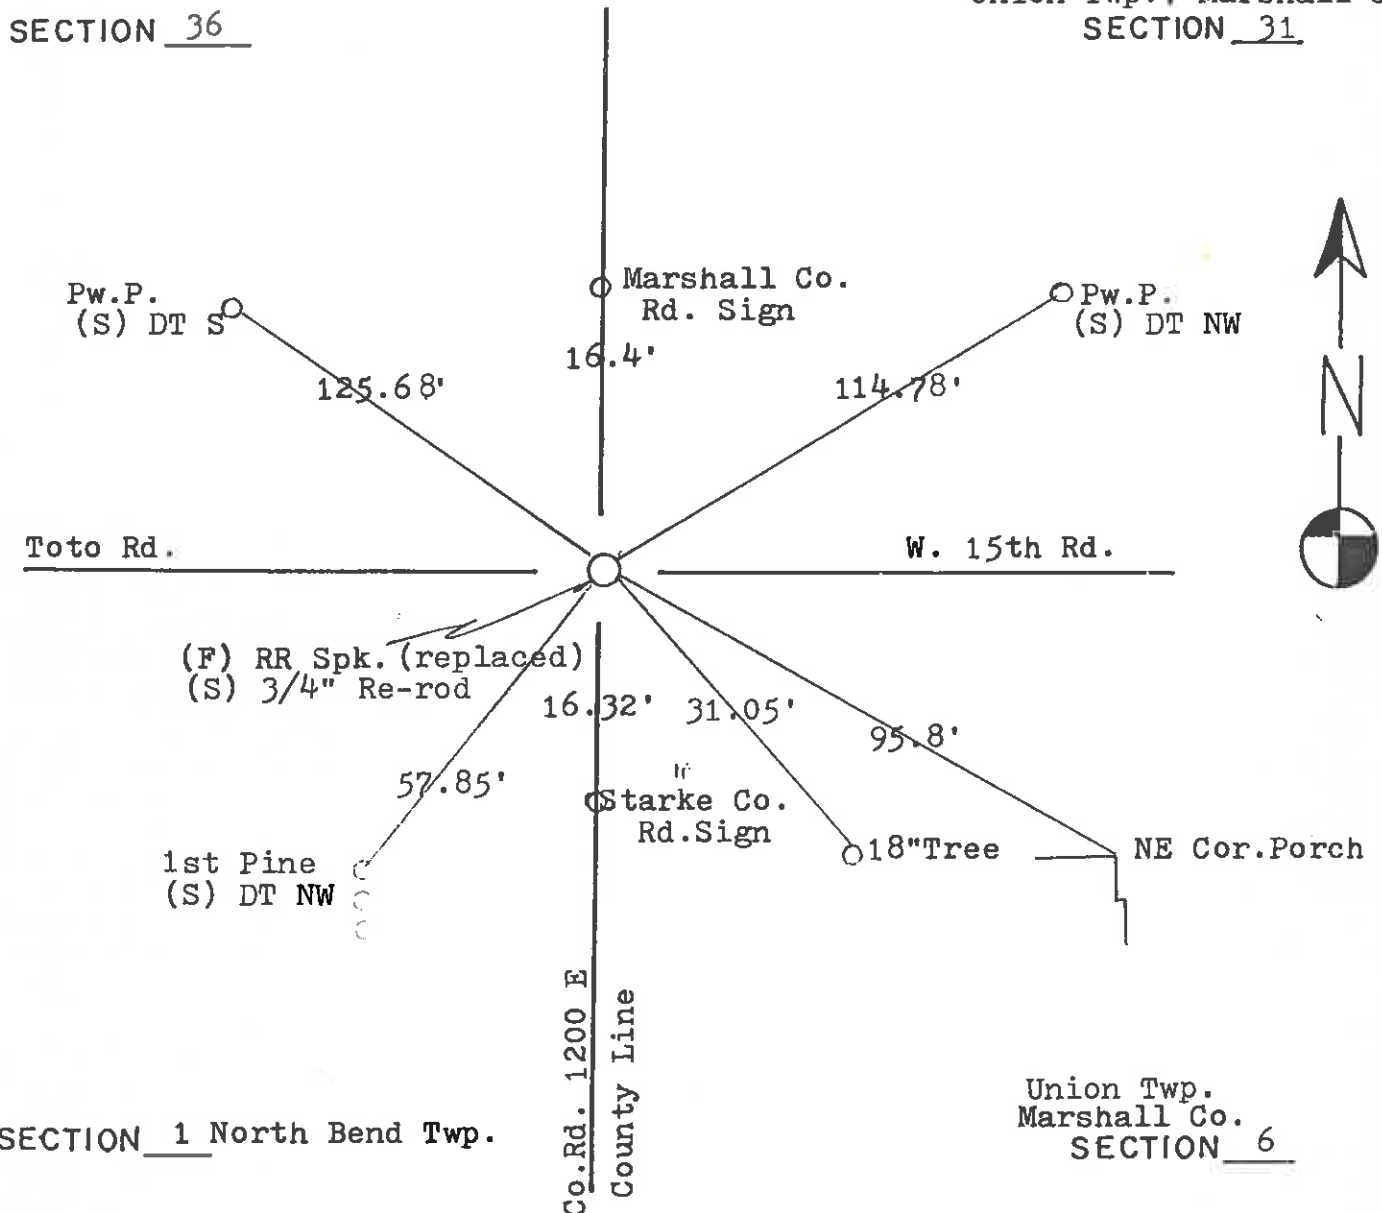 Union Twp., Marshall
SECTION 36
SECTION 31
Pw.P.
(S) DT S
Marshall Co.
Rd. Sign
Pw.P.
(S) DT NW
16.4'
125.68'
114.78'
N
Toto Rd.
W. 15th Rd.
(F) RR Spk. (replaced)
(S) 3/4" Re-rod
16.32'
31.05'
95.8'
57.85'
Starke Co.
Rd.Sign
1st Pine
(S) DT NW
18"Tree
NE Cor.Porch
Co.Rd. 1200 E
County Line
SECTION 1 North Bend Twp.
Union Twp.
Marshall Co.
SECTION 6